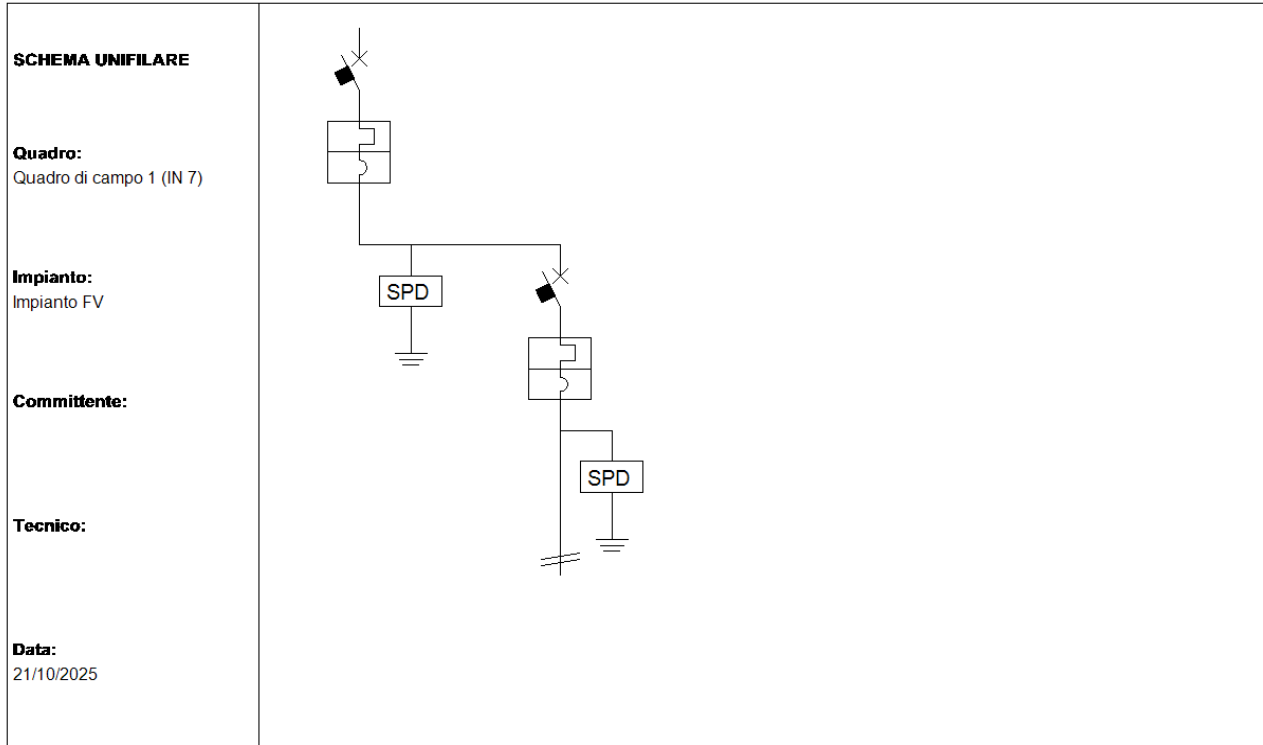 SCHEMA UNIFILARE
Quadro:
Quadro di campo 1 (IN 7)
Impianto:
Impianto FV
Committente:
Tecnico:
Data:
21/10/2025
SPD
SPD